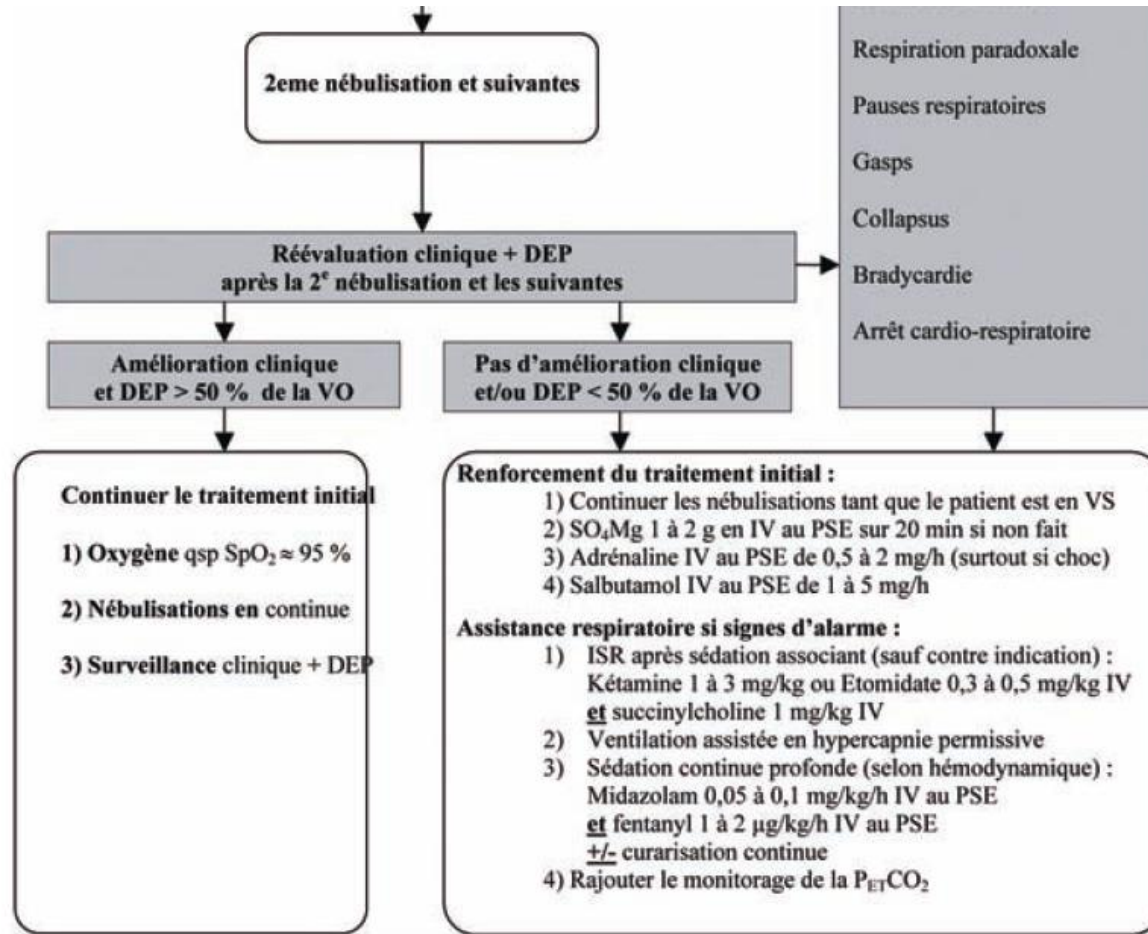 2eme nébulisation et suivantes
Respiration paradoxale
Pauses respiratoires
Gasps
Collapsus
Bradycardie
Arrêt cardio-respiratoire
Réévaluation clinique + DEP
après la 2e nébulisation et les suivantes
Amélioration clinique
et DEP > 50 % de la VO
Pas d’amélioration clinique
et/ou DEP < 50 % de la VO
Continuer le traitement initial
1) Oxygène qsp SpO2 ≈ 95 %
2) Nébulisations en continue
3) Surveillance clinique + DEP
Renforcement du traitement initial :
1) Continuer les nébulisations tant que le patient est en VS
2) SO4Mg 1 à 2 g en IV au PSE sur 20 min si non fait
3) Adrénaline IV au PSE de 0,5 à 2 mg/h (surtout si choc)
4) Salbutamol IV au PSE de 1 à 5 mg/h
Assistance respiratoire si signes d’alarme :
1) ISR après sédation associant (sauf contre indication) :
Kétamine 1 à 3 mg/kg ou Etomidate 0,3 à 0,5 mg/kg IV
et succinylcholine 1 mg/kg IV
2) Ventilation assistée en hypercapnie permissive
3) Sédation continue profonde (selon hémodynamique) :
Midazolam 0,05 à 0,1 mg/kg/h IV au PSE
et fentanyl 1 à 2 µg/kg/h IV au PSE
+/- curarisation continue
4) Rajouter le monitorage de la PETCO2